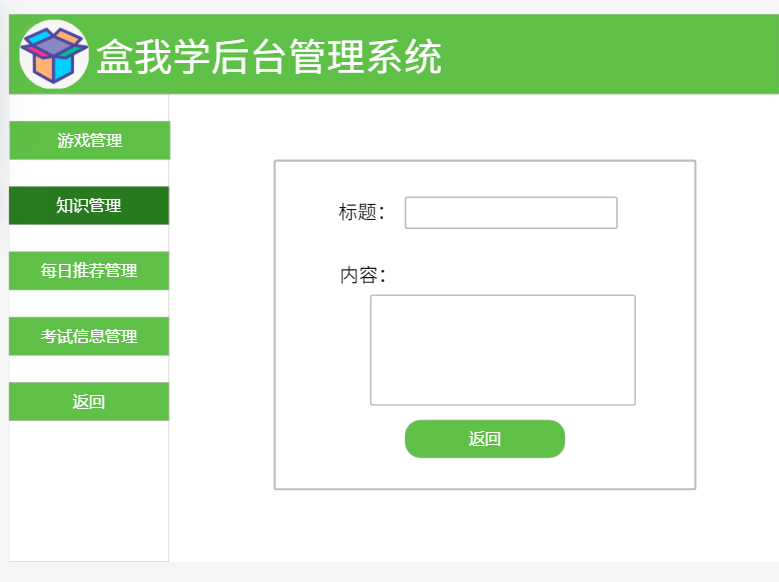 盒我学后台管理系统
游戏管理
知识管理
每日推荐管理
考试信息管理
返回
标题：
内容：
返回